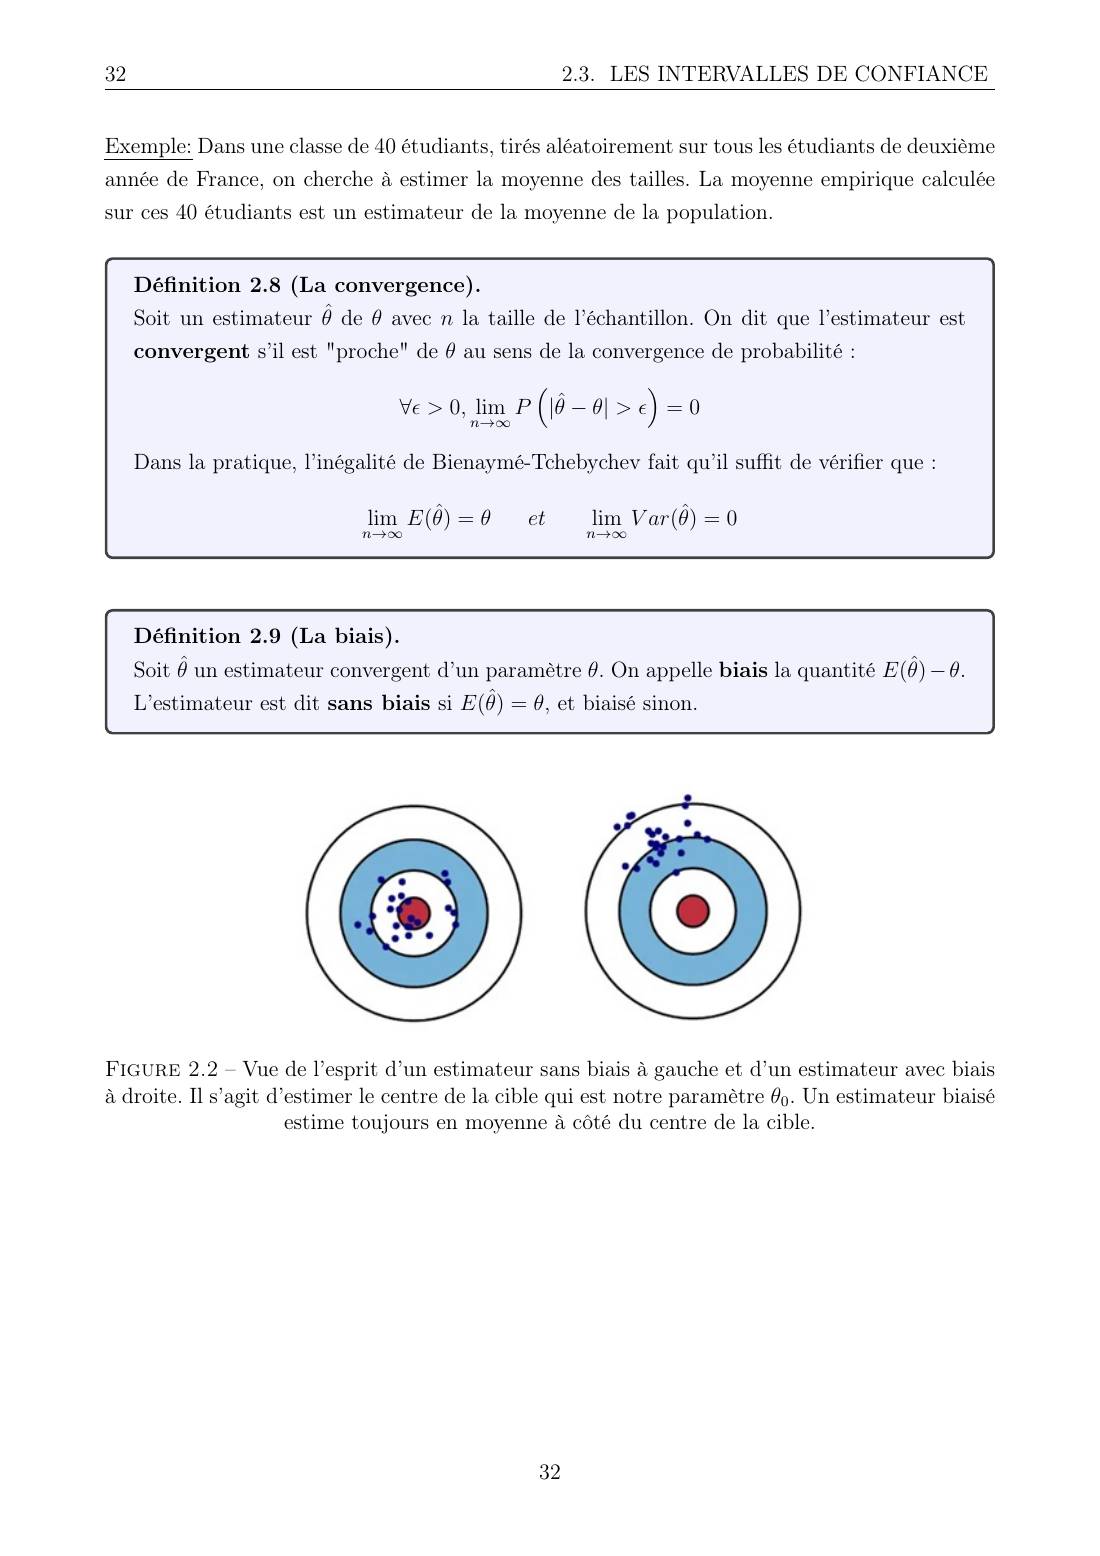 32 2.3. LES INTERVALLES DE CONFIANCE
Exemple: Dans une classe de 40 étudiants, tirés aléatoirement sur tous les étudiants de deuxième
année de France, on cherche à estimer la moyenne des tailles. La moyenne empirique calculée
sur ces 40 étudiants est un estimateur de la moyenne de la population.
Définition 2.8 (La convergence).
Soit un estimateur θ̂ de θ avec n la taille de l'échantillon. On dit que l'estimateur est
convergent s'il est "proche" de θ au sens de la convergence de probabilité :
∀ϵ > 0, lim_{n→∞} P(|θ̂ − θ| > ϵ) = 0
Dans la pratique, l'inégalité de Bienaymé-Tchebychev fait qu'il suffit de vérifier que :
lim_{n→∞} E(θ̂) = θ et lim_{n→∞} Var(θ̂) = 0
Définition 2.9 (La biais).
Soit θ̂ un estimateur convergent d'un paramètre θ. On appelle biais la quantité E(θ̂) − θ.
L'estimateur est dit sans biais si E(θ̂) = θ, et biaisé sinon.
FIGURE 2.2 – Vue de l'esprit d'un estimateur sans biais à gauche et d'un estimateur avec biais
à droite. Il s'agit d'estimer le centre de la cible qui est notre paramètre θ₀. Un estimateur biaisé
estime toujours en moyenne à côté du centre de la cible.
32